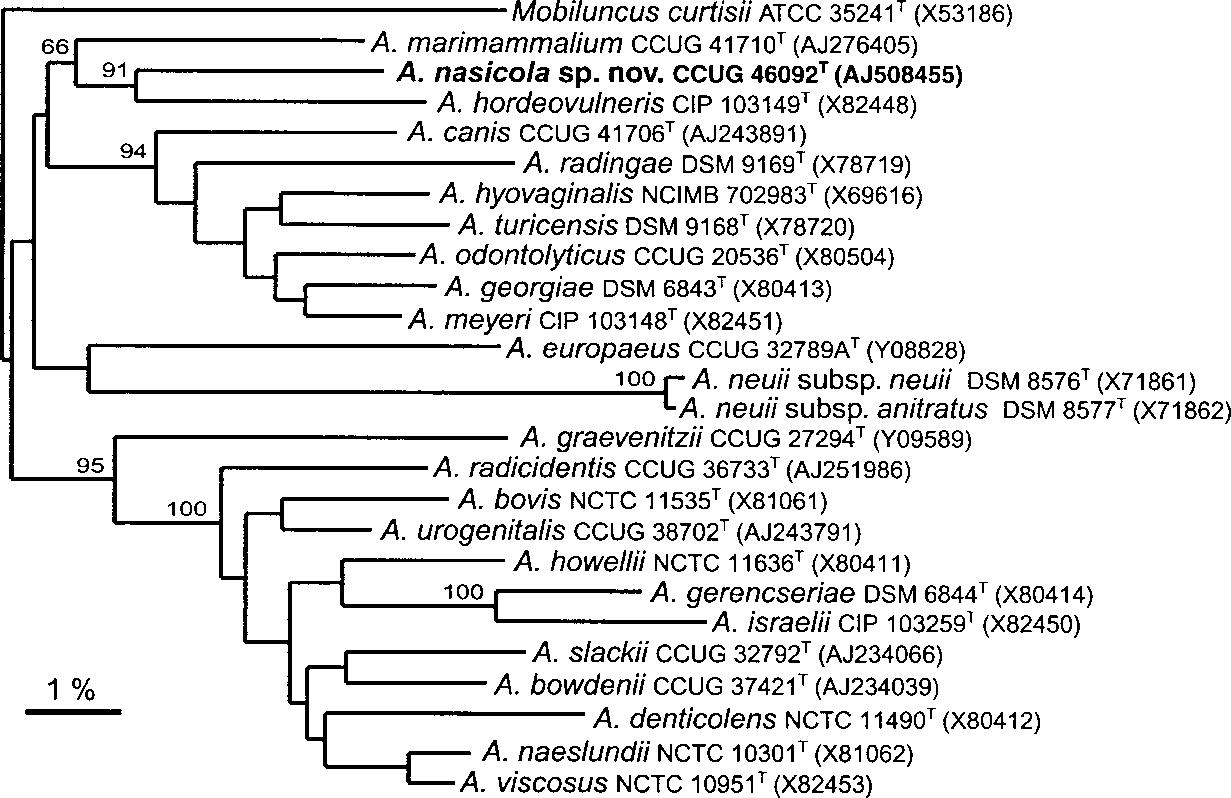 Mobiluncus curtisii ATCC 35241T (X53186)
66
A. marimammalium CCUG 41710T (AJ276405)
91
A. nasicola sp. nov. CCUG 46092T (AJ508455)
A. hordeovulneris CIP 103149T (X82448)
A. canis CCUG 41706T (AJ243891)
94
A. radingae DSM 9169T (X78719)
A. hyovaginalis NCIMB 702983T (X69616)
A. turicensis DSM 9168T (X78720)
A. odontolyticus CCUG 20536T (X80504)
A. georgiae DSM 6843T (X80413)
A. meyeri CIP 103148T (X82451)
A. europaeus CCUG 32789AT (Y08828)
100
A. neuii subsp. neuii DSM 8576T (X71861)
A. neuii subsp. anitratus DSM 8577T (X71862)
A. graevenitzii CCUG 27294T (Y09589)
95
A. radicidentis CCUG 36733T (AJ251986)
100
A. bovis NCTC 11535T (X81061)
A. urogenitalis CCUG 38702T (AJ243791)
A. howellii NCTC 11636T (X80411)
100
A. gerencseriae DSM 6844T (X80414)
A. israelii CIP 103259T (X82450)
A. slackii CCUG 32792T (AJ234066)
1 %
A. bowdenii CCUG 37421T (AJ234039)
A. denticolens NCTC 11490T (X80412)
A. naeslundii NCTC 10301T (X81062)
A. viscosus NCTC 10951T (X82453)